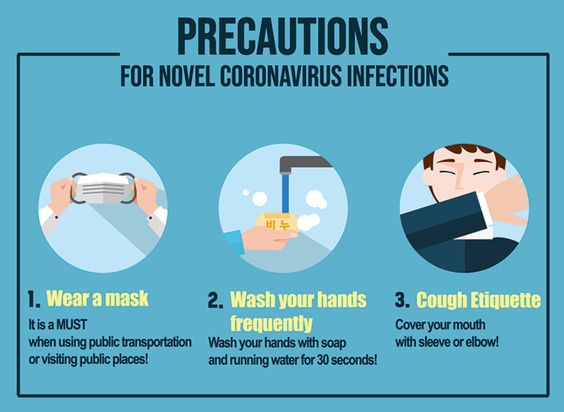 PRECAUTIONS
FOR NOVEL CORONAVIRUS INFECTIONS
비누
1. Wear a mask
It is a MUST
when using public transportation
or visiting public places!
2. Wash your hands
frequently
Wash your hands with soap
and running water for 30 seconds!
3. Cough Etiquette
Cover your mouth
with sleeve or elbow!